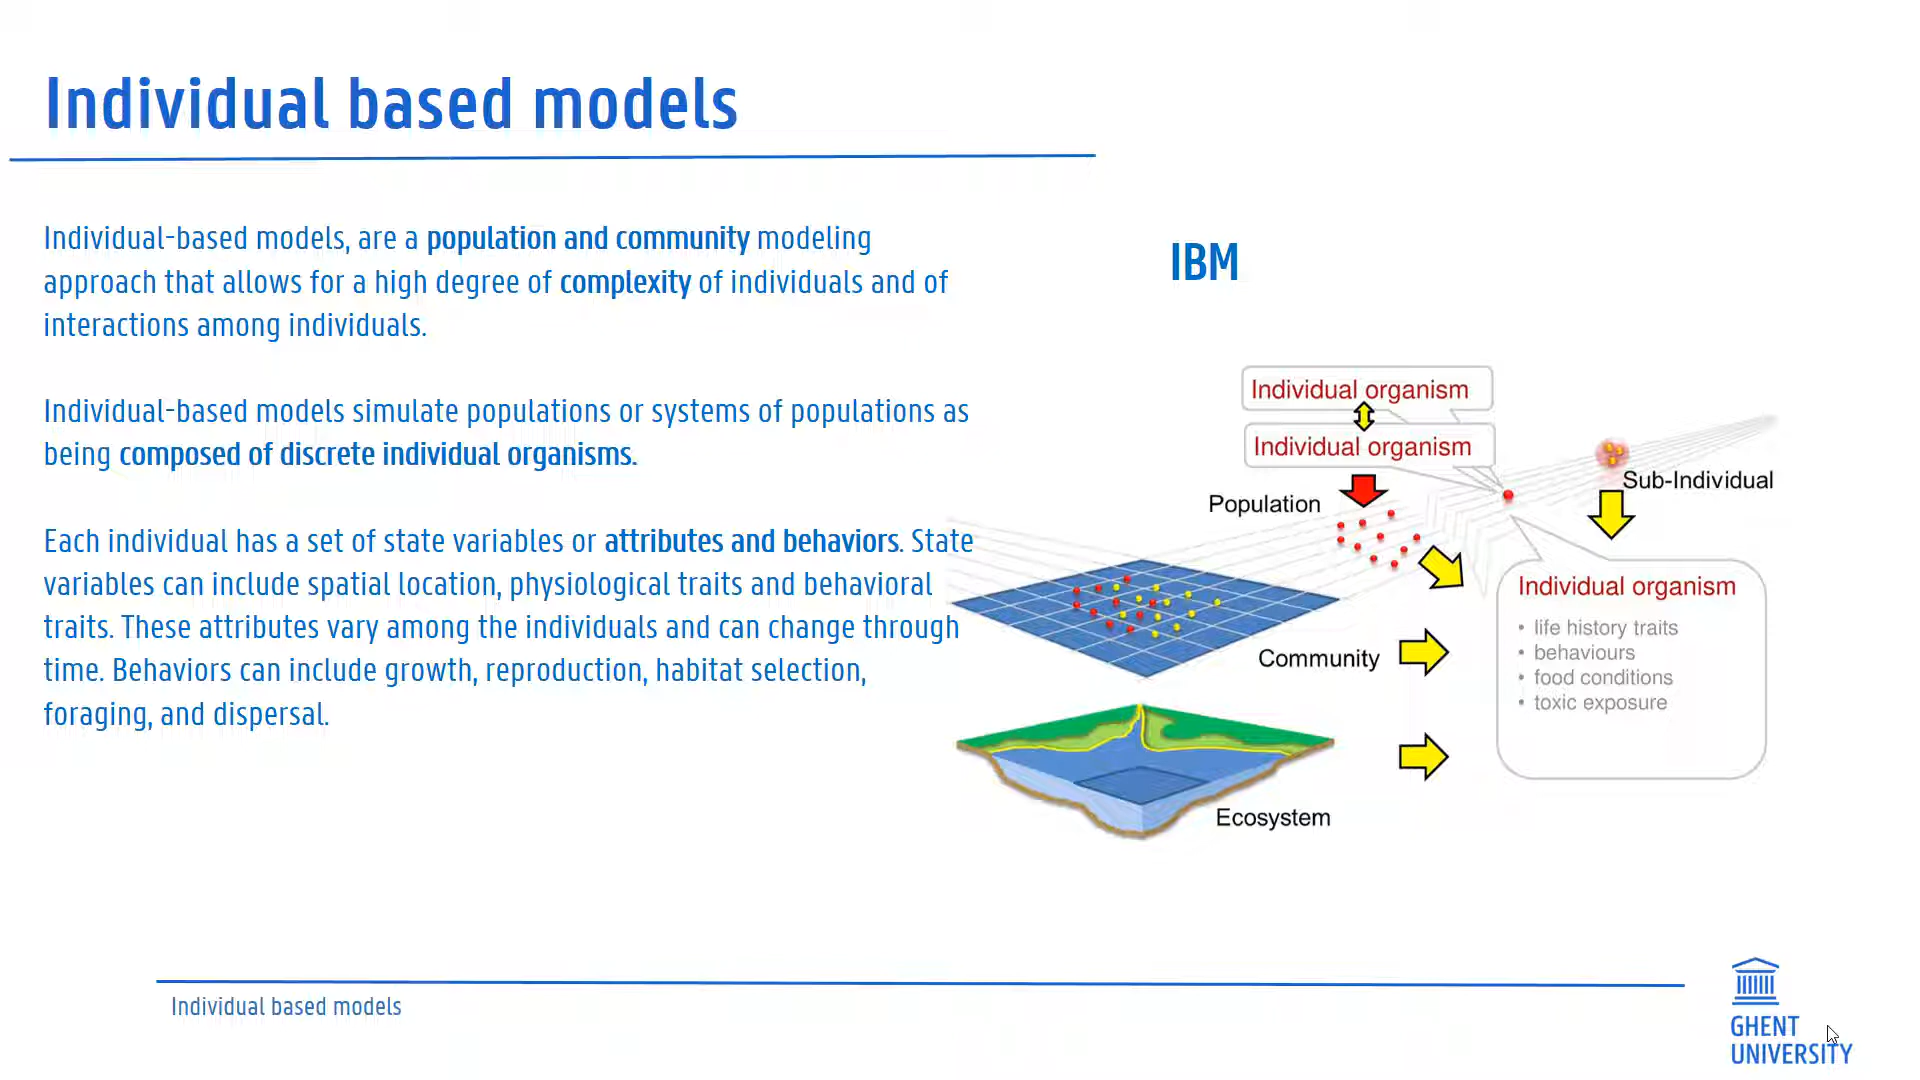 Individual based models
Individual-based models, are a population and community modeling
approach that allows for a high degree of complexity of individuals and of
interactions among individuals.
Individual-based models simulate populations or systems of populations as
being composed of discrete individual organisms.
Each individual has a set of state variables or attributes and behaviors. State
variables can include spatial location, physiological traits and behavioral
traits. These attributes vary among the individuals and can change through
time. Behaviors can include growth, reproduction, habitat selection,
foraging, and dispersal.
IBM
Individual organism
Individual organism
Population
Sub-Individual
Individual organism
• life history traits
• behaviours
• food conditions
• toxic exposure
Community
Ecosystem
Individual based models
GHENT
UNIVERSITY